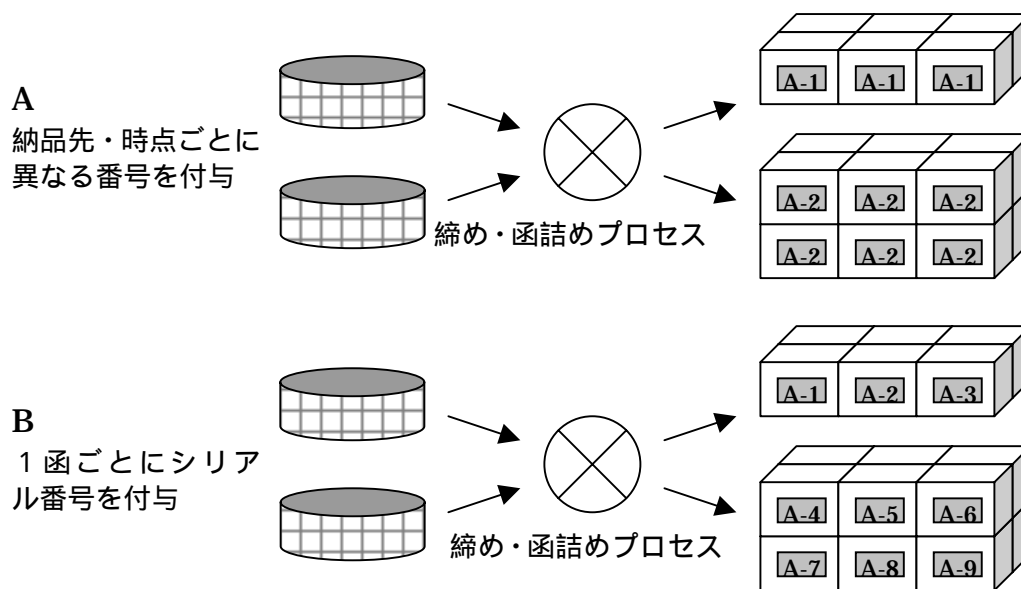 A
納品先・時点ごとに
異なる番号を付与
締め・函詰めプロセス
A-1 A-1 A-1
A-2 A-2 A-2
A-2 A-2 A-2
B
1函ごとにシリア
ル番号を付与
締め・函詰めプロセス
A-1 A-2 A-3
A-4 A-5 A-6
A-7 A-8 A-9